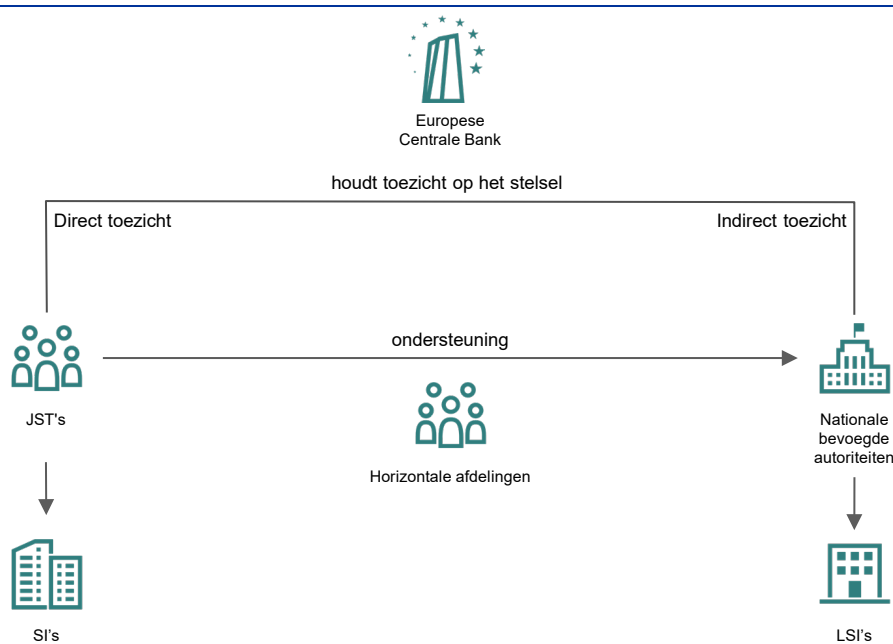 Europese
Centrale Bank
houdt toezicht op het stelsel
Direct toezicht
Indirect toezicht
ondersteuning
JST's
Horizontale afdelingen
Nationale
bevoegde
autoriteiten
SI’s
LSI’s